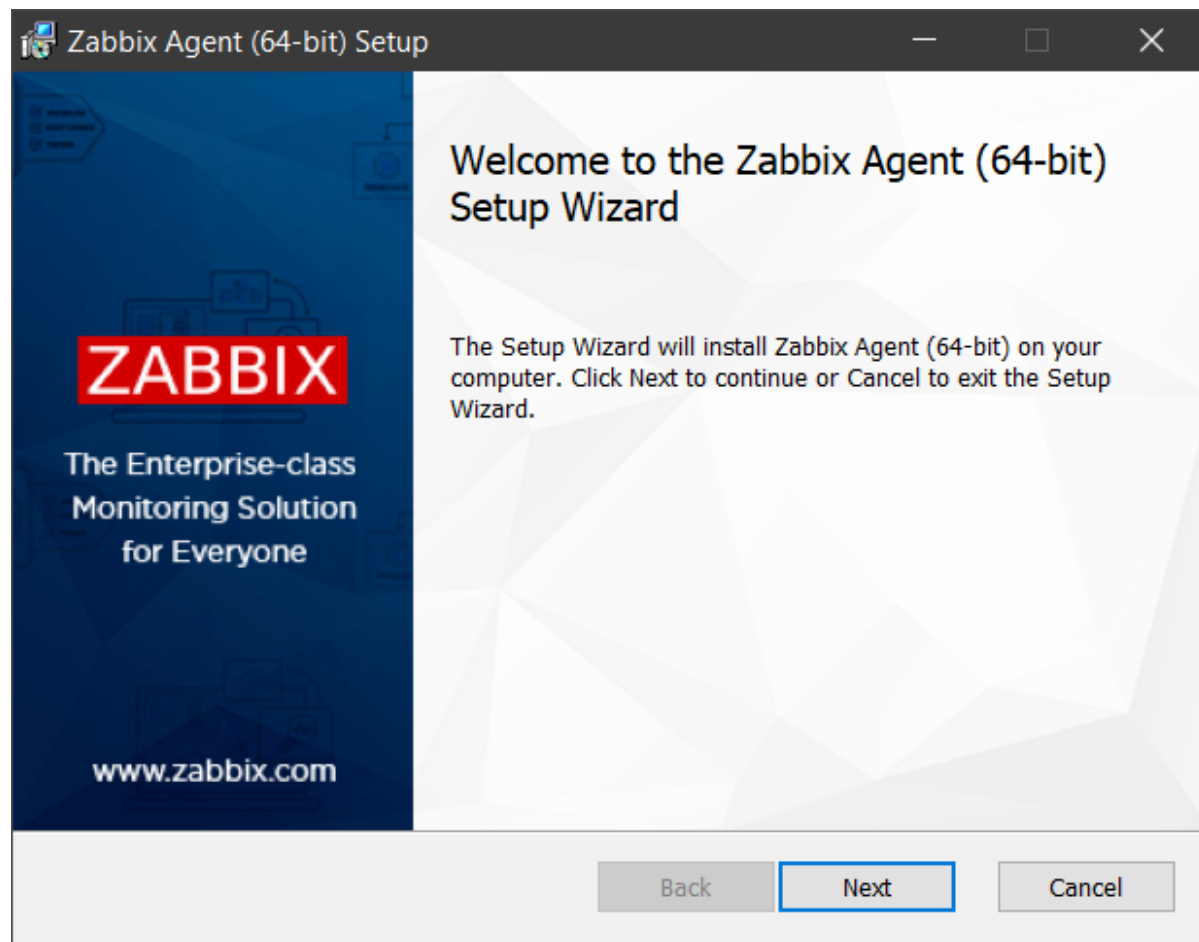 Zabbix Agent (64-bit) Setup
Welcome to the Zabbix Agent (64-bit)
Setup Wizard
The Setup Wizard will install Zabbix Agent (64-bit) on your
computer. Click Next to continue or Cancel to exit the Setup
Wizard.
ZABBIX
The Enterprise-class
Monitoring Solution
for Everyone
www.zabbix.com
Back
Next
Cancel